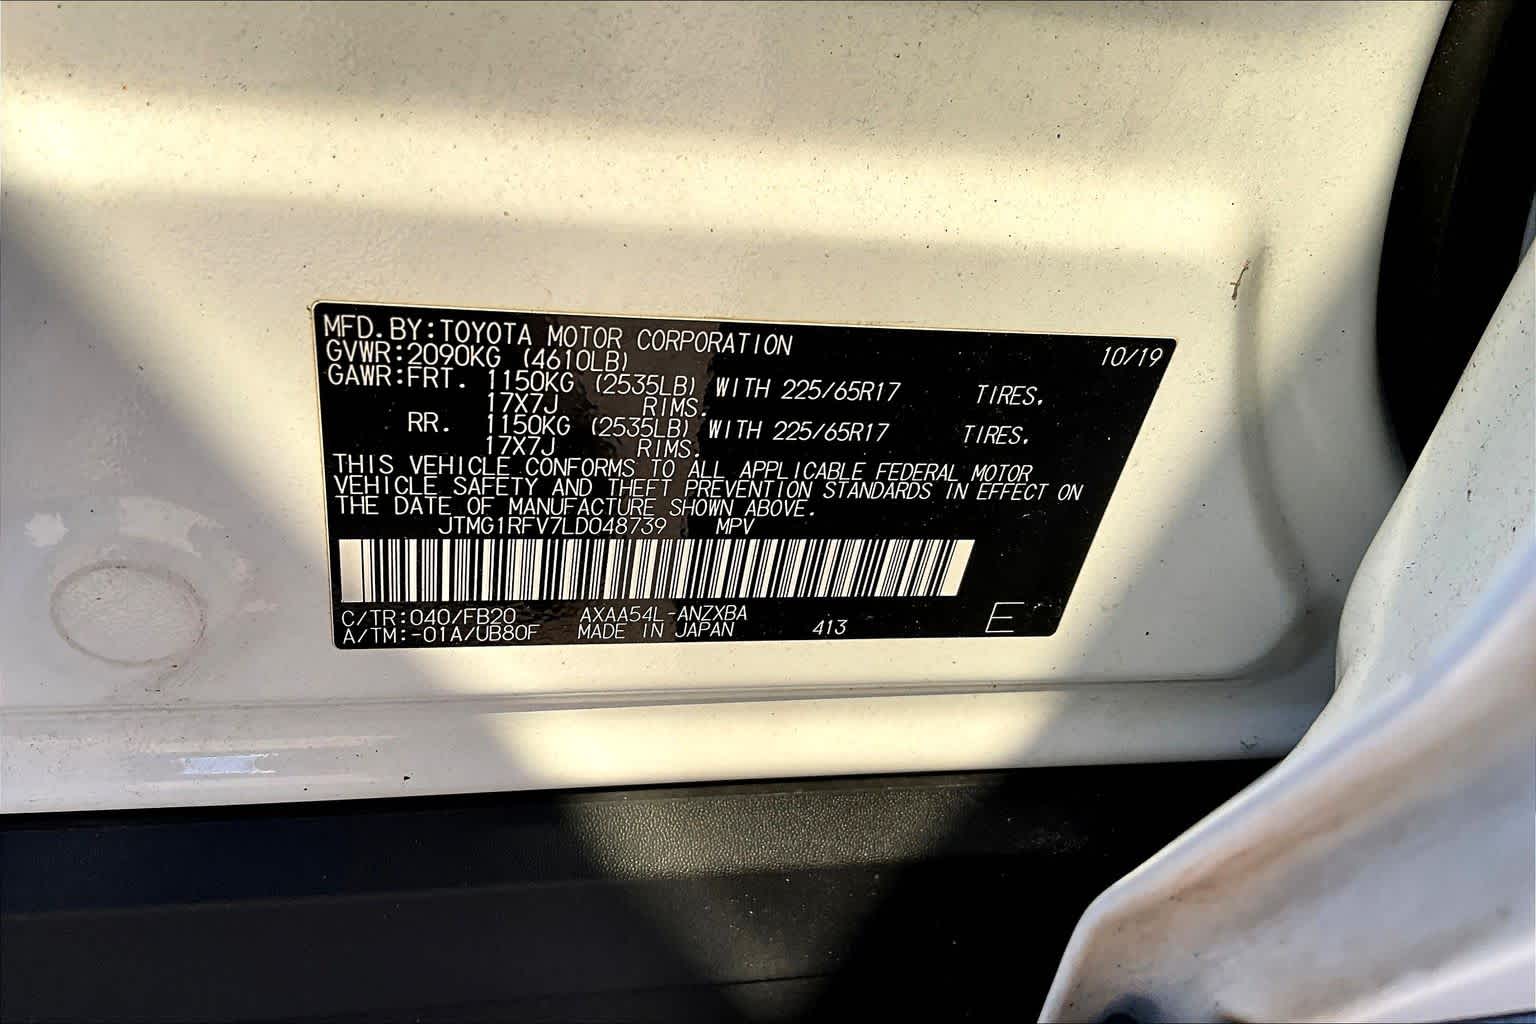 MFD.BY:TOYOTA MOTOR CORPORATION 10/19
GVWR:2090KG (4610LB)
GAWR:FRT. 1150KG (2535LB) WITH 225/65R17 TIRES,
17X7J RIMS.
RR. 1150KG (2535LB) WITH 225/65R17 TIRES,
17X7J RIMS.
THIS VEHICLE CONFORMS TO ALL APPLICABLE FEDERAL MOTOR
VEHICLE SAFETY AND THEFT PREVENTION STANDARDS IN EFFECT ON
THE DATE OF MANUFACTURE SHOWN ABOVE.
JTMG1RFV7LD048739 MPV
C/TR:040/FB20 AXAA54L-ANZXBA
A/TM:-01A/UB80F MADE IN JAPAN 413 E